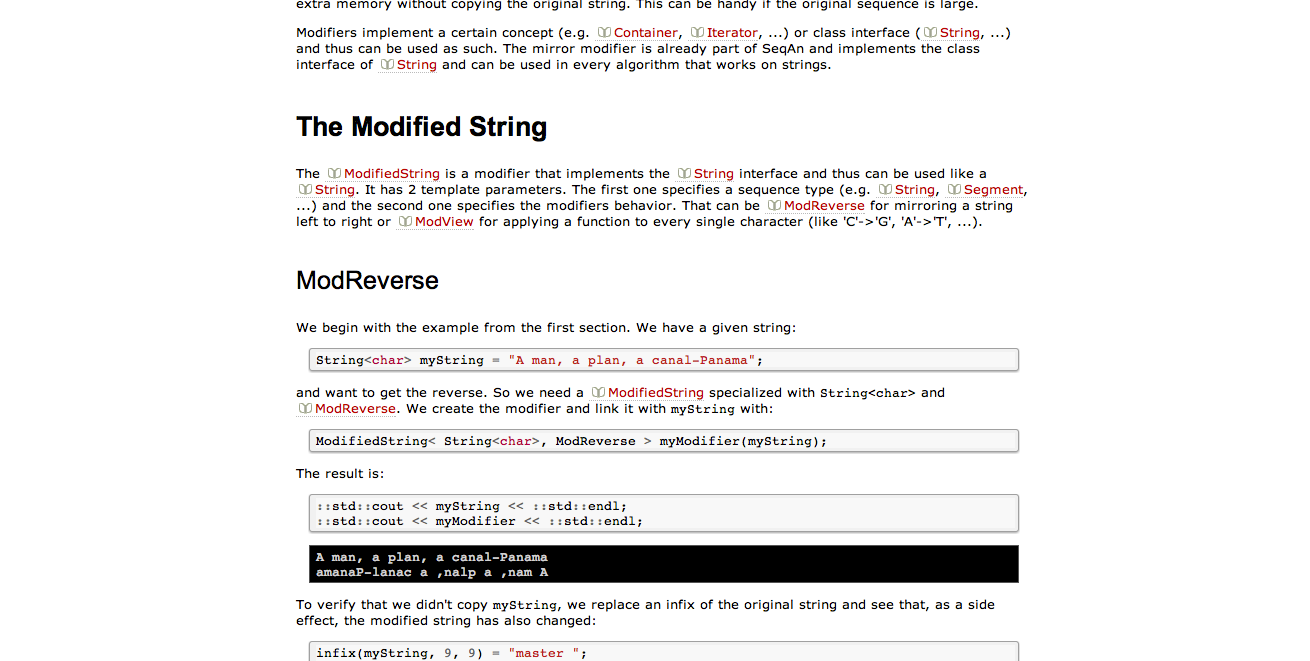 extra memory without copying the original string. This can be handy if the original sequence is large.
Modifiers implement a certain concept (e.g. Container, Iterator, ...) or class interface ( String, ...)
and thus can be used as such. The mirror modifier is already part of SeqAn and implements the class
interface of String and can be used in every algorithm that works on strings.
The Modified String
The ModifiedString is a modifier that implements the String interface and thus can be used like a
String. It has 2 template parameters. The first one specifies a sequence type (e.g. String, Segment,
...) and the second one specifies the modifiers behavior. That can be ModReverse for mirroring a string
left to right or ModView for applying a function to every single character (like 'C'->'G', 'A'->'T', ...).
ModReverse
We begin with the example from the first section. We have a given string:
String<char> myString = "A man, a plan, a canal-Panama";
and want to get the reverse. So we need a ModifiedString specialized with String<char> and
ModReverse. We create the modifier and link it with myString with:
ModifiedString< String<char>, ModReverse > myModifier(myString);
The result is:
::std::cout << myString << ::std::endl;
::std::cout << myModifier << ::std::endl;
A man, a plan, a canal-Panama
amanaP-lanac a ,nalp a ,nam A
To verify that we didn't copy myString, we replace an infix of the original string and see that, as a side
effect, the modified string has also changed:
infix(myString, 9, 9) = "master ";